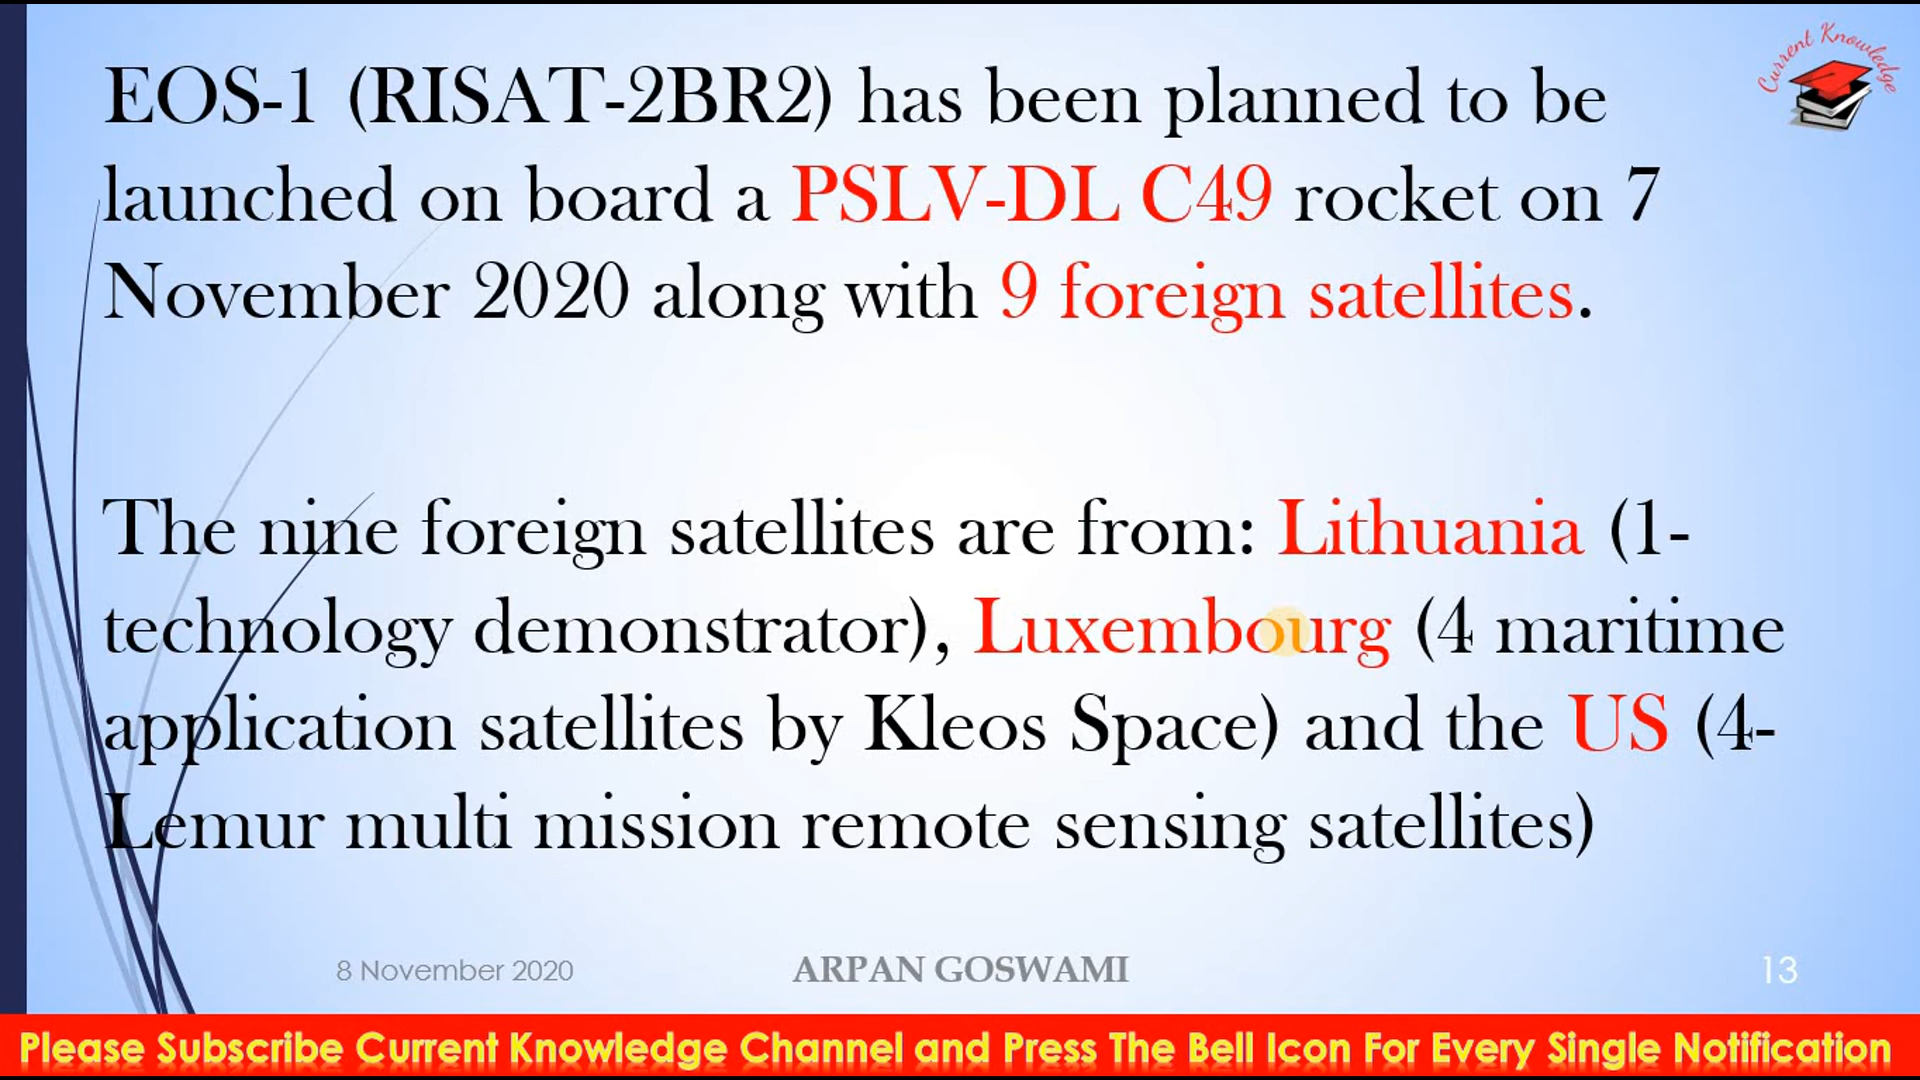 Current Knowledge
EOS-1 (RISAT-2BR2) has been planned to be
launched on board a PSLV-DL C49 rocket on 7
November 2020 along with 9 foreign satellites.
The nine foreign satellites are from: Lithuania (1-
technology demonstrator), Luxembourg (4 maritime
application satellites by Kleos Space) and the US (4-
Lemur multi mission remote sensing satellites)
8 November 2020
ARPAN GOSWAMI
13
Please Subscribe Current Knowledge Channel and Press The Bell Icon For Every Single Notification